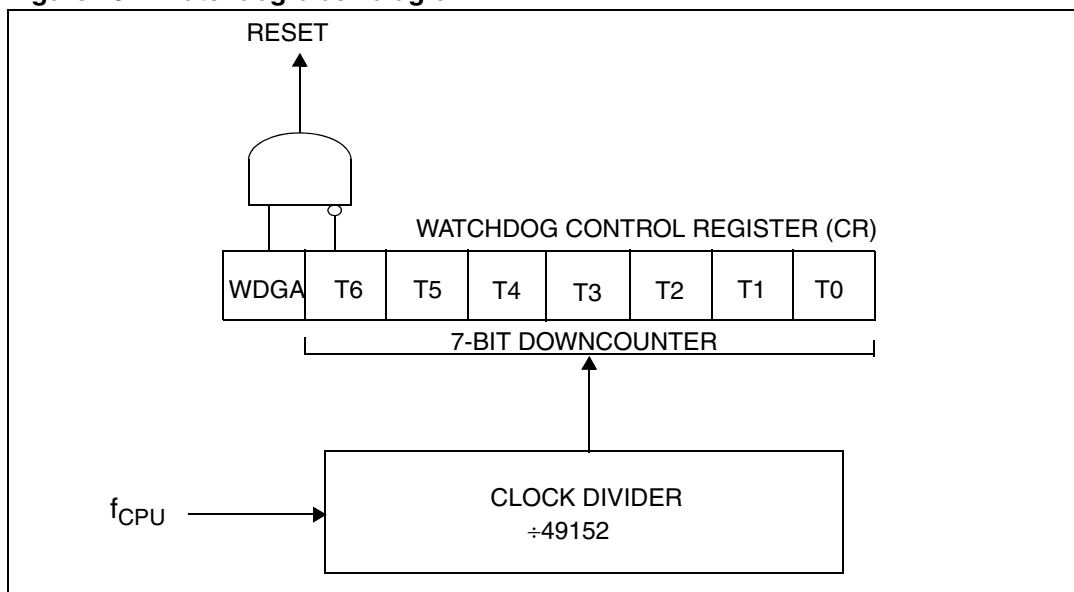 RESET
WATCHDOG CONTROL REGISTER (CR)
WDGA T6 T5 T4 T3 T2 T1 T0
7-BIT DOWNCOUNTER
fCPU
CLOCK DIVIDER
÷49152